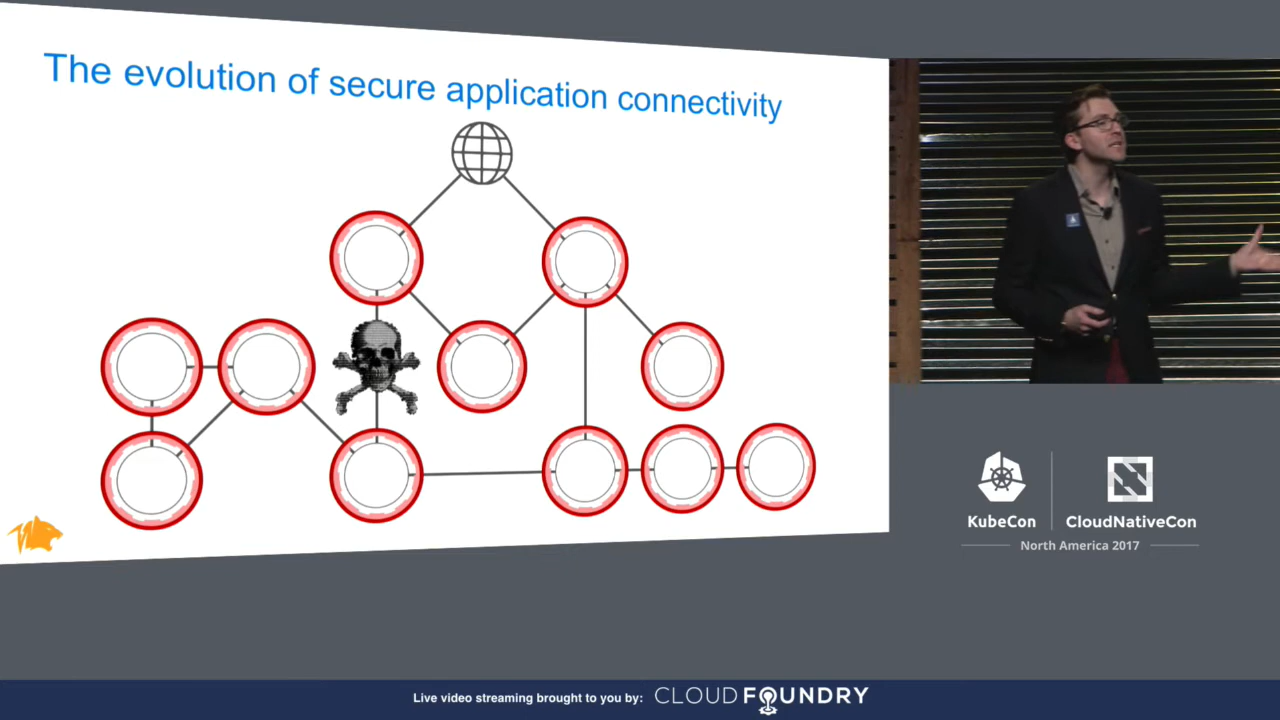 The evolution of secure application connectivity
KubeCon
CloudNativeCon
North America 2017
Live video streaming brought to you by: CLOUD FOUNDRY